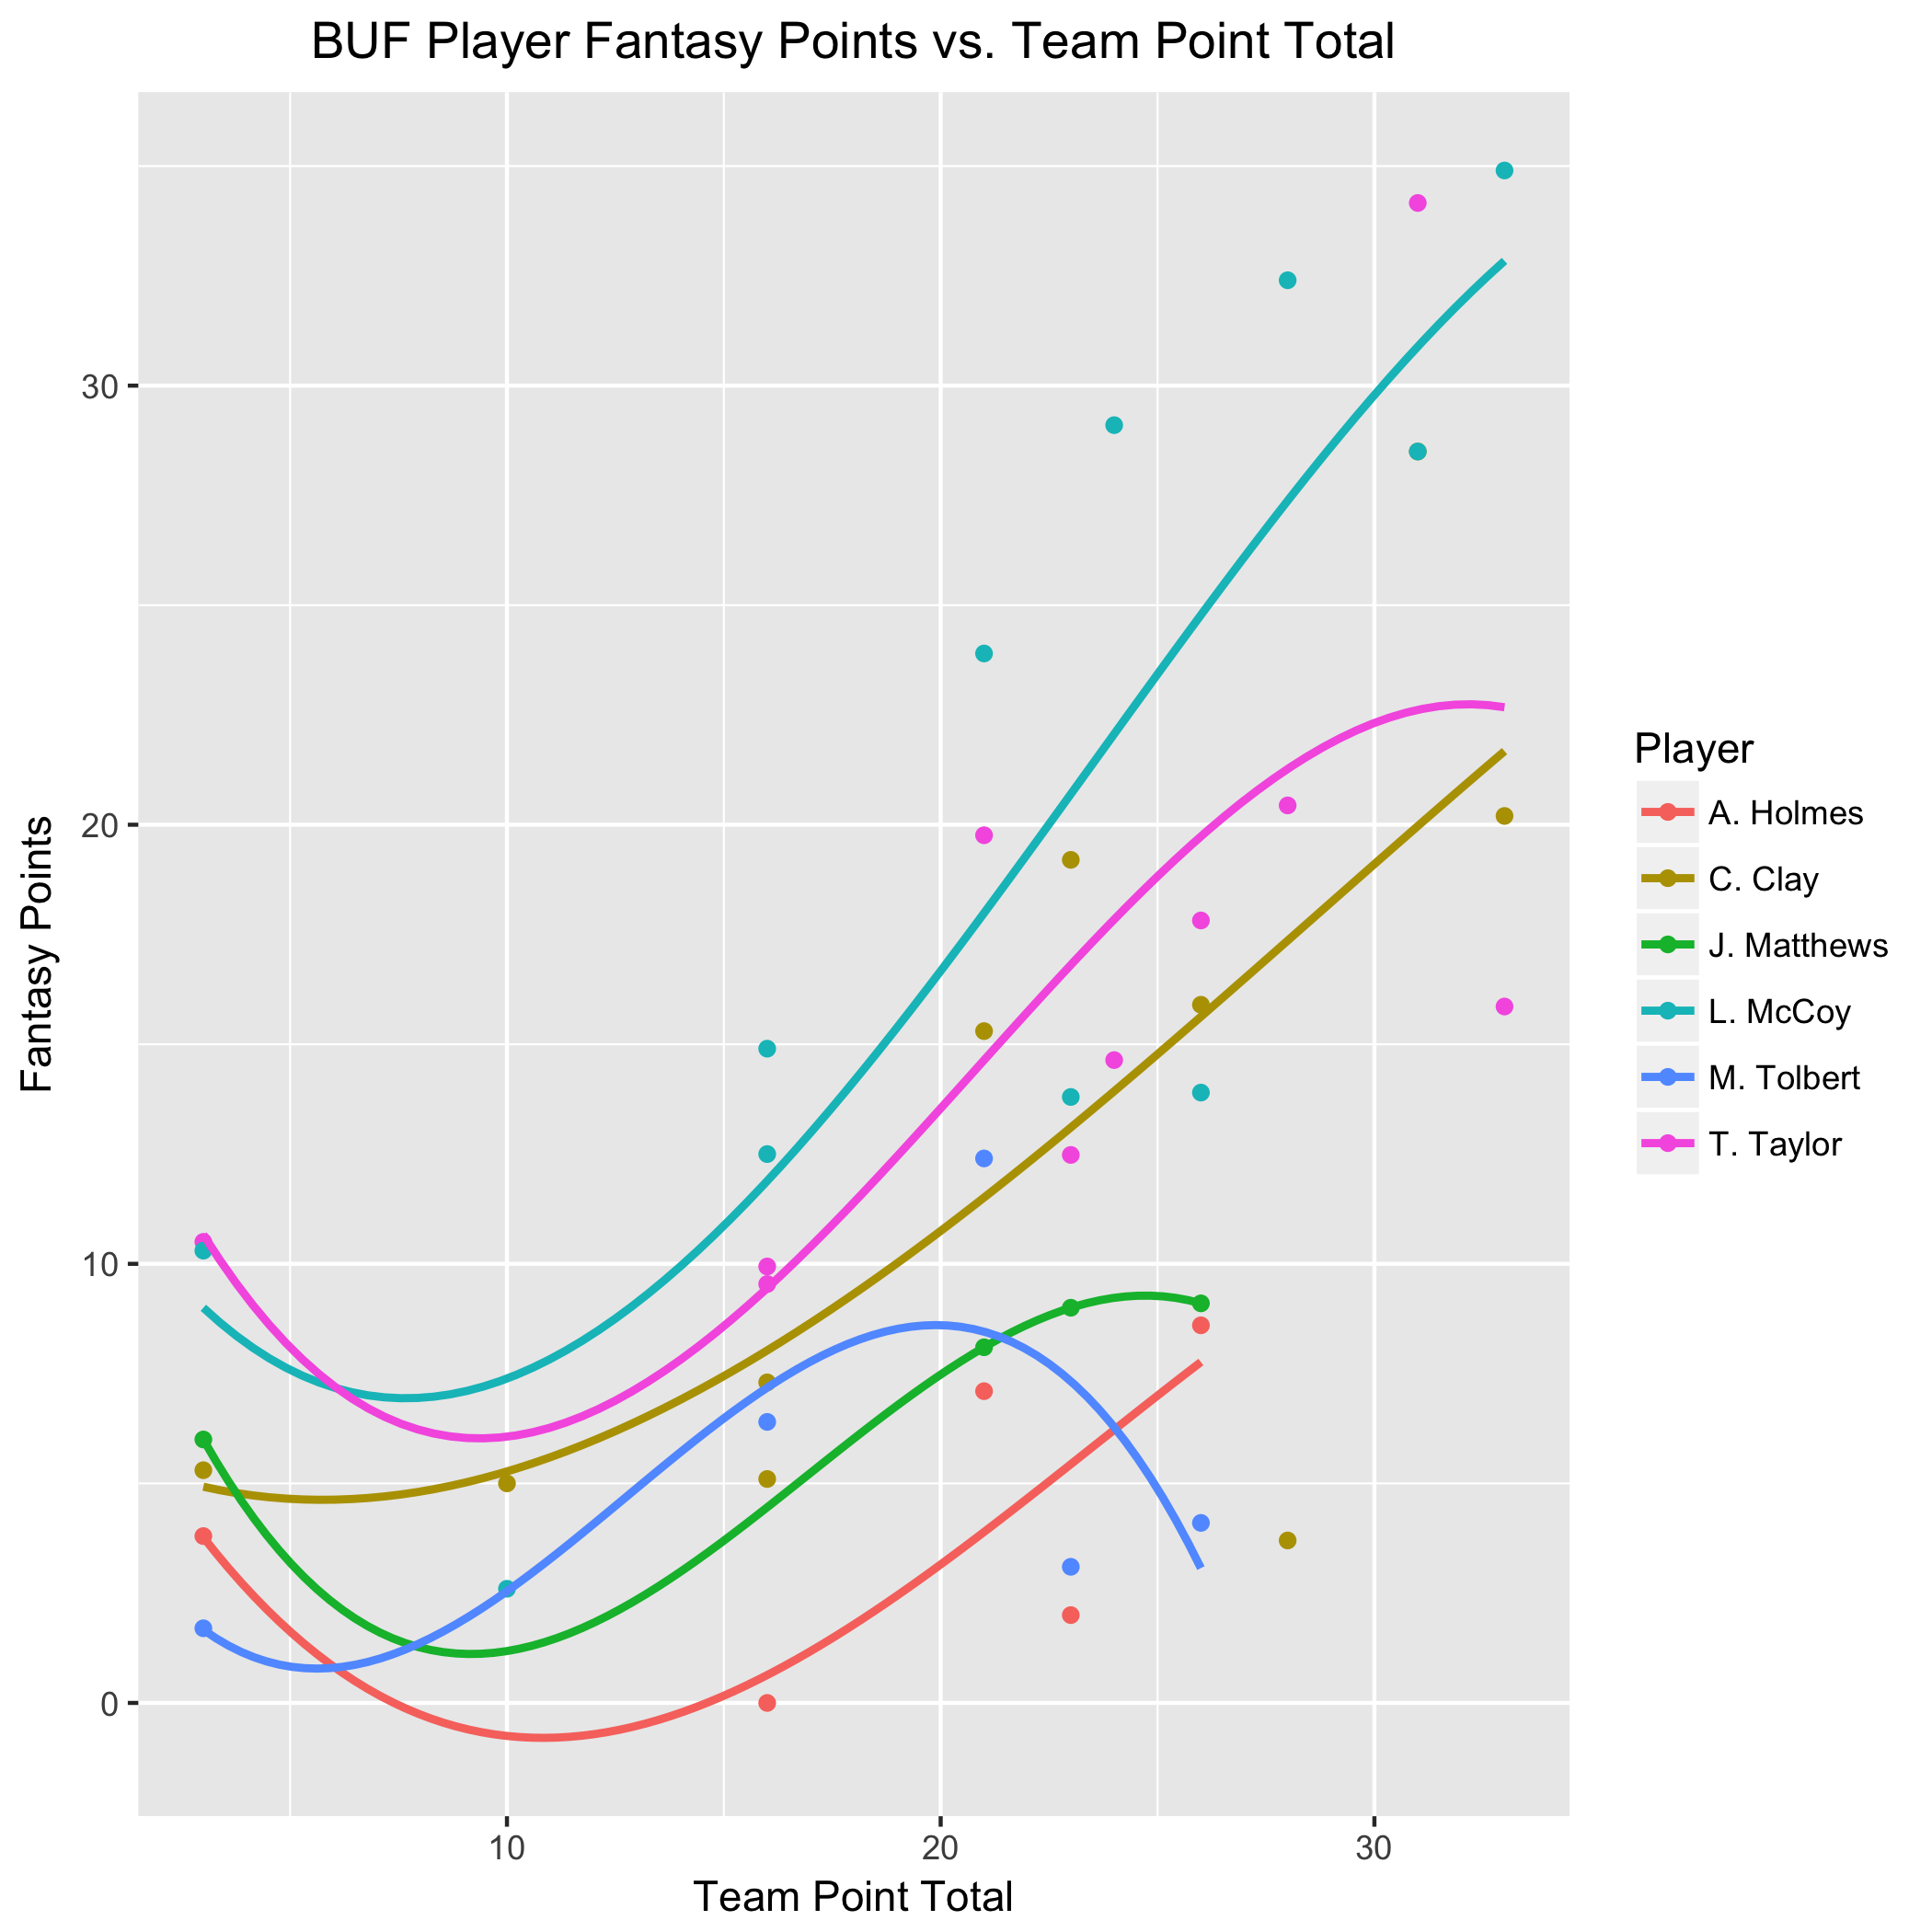 BUF Player Fantasy Points vs. Team Point Total
30
20
10
0
Fantasy Points
10 20 30
Team Point Total
Player
A. Holmes
C. Clay
J. Matthews
L. McCoy
M. Tolbert
T. Taylor